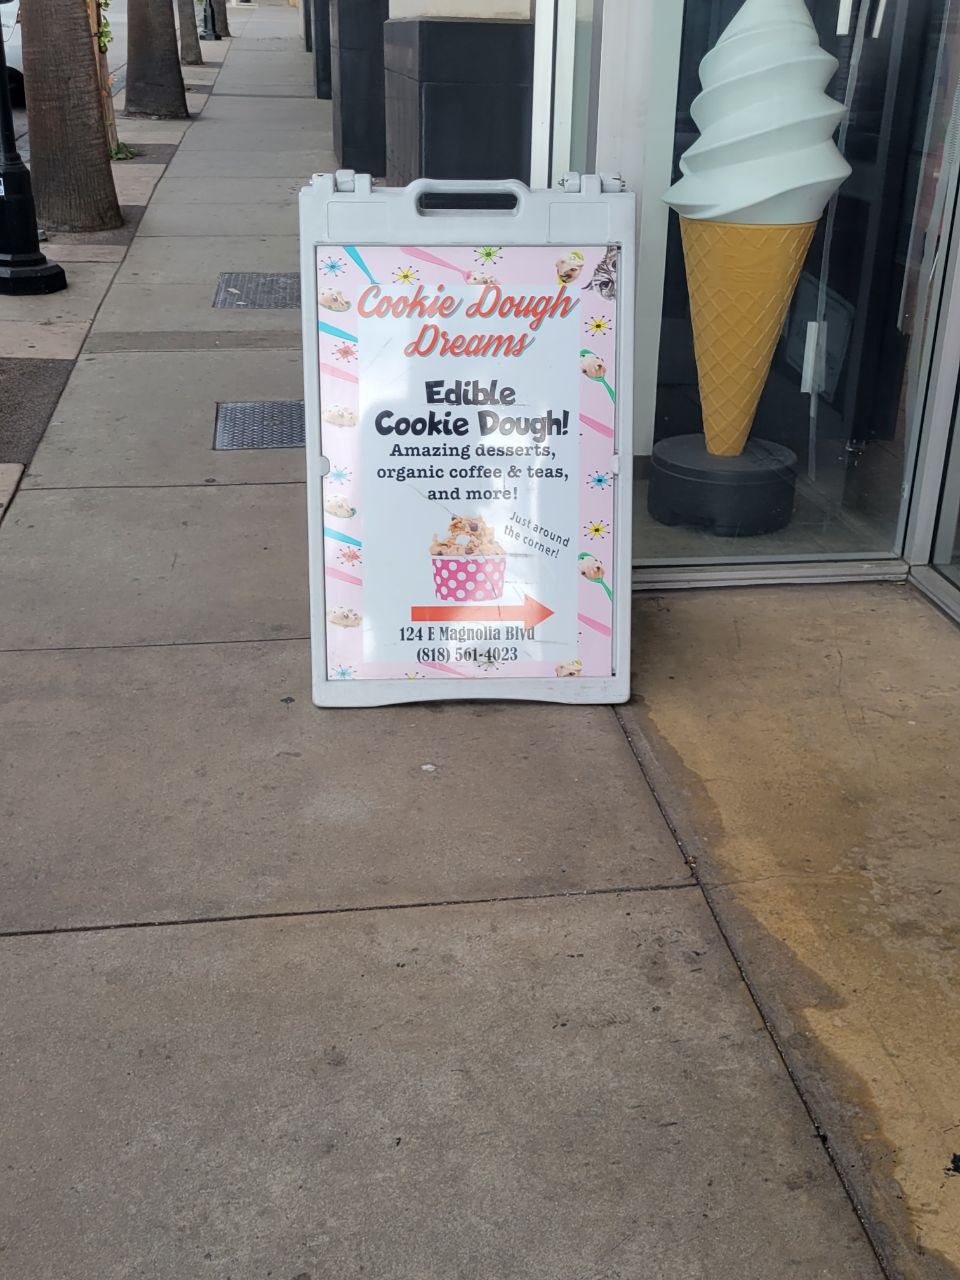 Cookie Dough
Dreams
Edible
Cookie Dough!
Amazing desserts,
organic coffee & teas,
and more!
Just around
the corner!
124 E Magnolia Blvd
(818) 561-4023